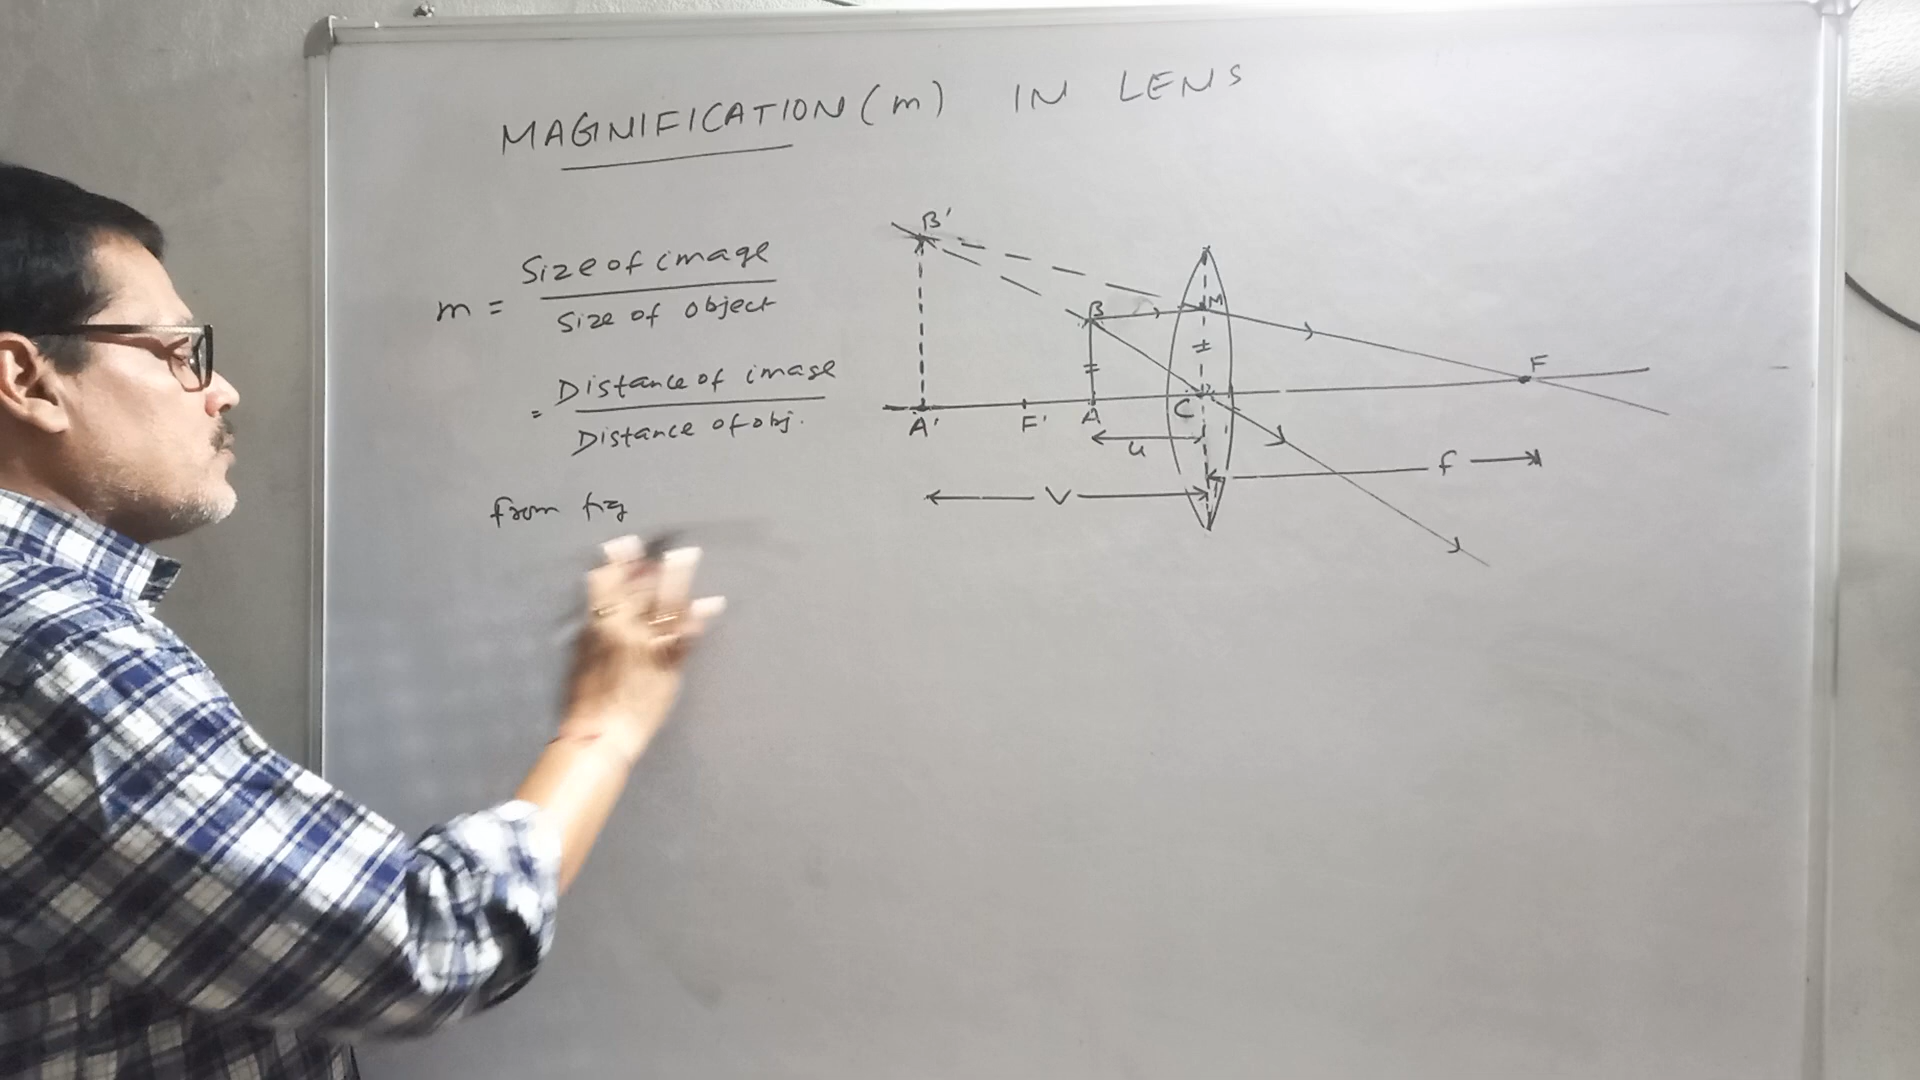 MAGNIFICATION (m) IN LENS
m = Size of image / Size of object
= Distance of image / Distance of obj.
from fig
B'
B
M
F
A'
F'
A
C
u
f
V